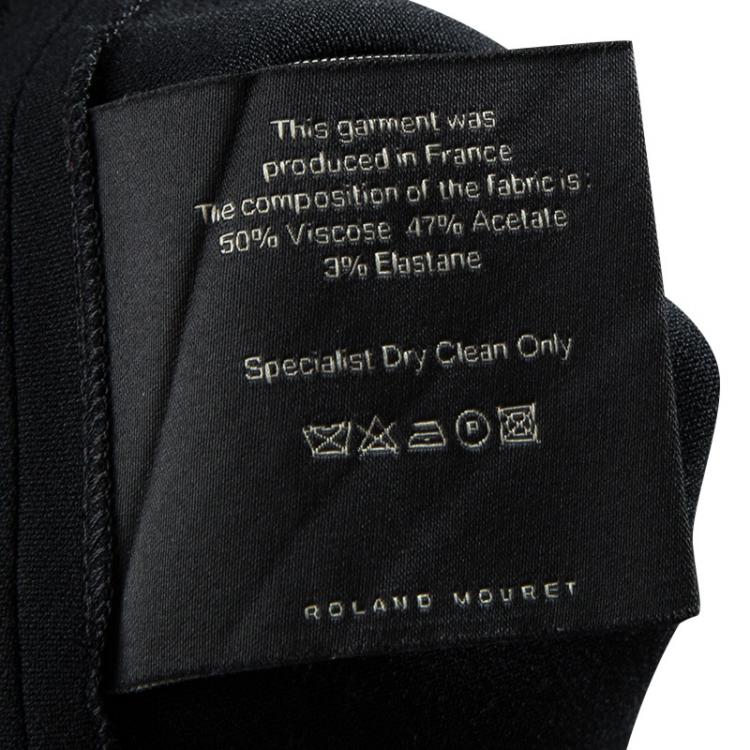 This garment was
produced in France
The composition of the fabric is:
50% Viscose 47% Acetate
3% Elastane
Specialist Dry Clean Only
P
ROLAND MOURET